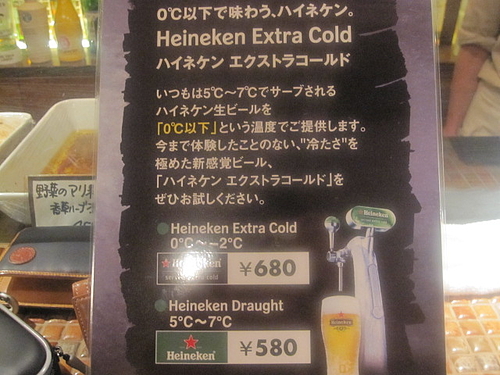 0℃以下で味わう、ハイネケン。
Heineken Extra Cold
ハイネケン エクストラコールド
いつもは5℃〜7℃でサーブされる
ハイネケン生ビールを
「0℃以下」という温度でご提供します。
今まで体験したことのない、"冷たさ"を
極めた新感覚ビール、
「ハイネケン エクストラコールド」を
ぜひお試しください。
Heineken Extra Cold
0℃〜−2℃
Heineken
¥680
Heineken Draught
5℃〜7℃
Heineken
¥580
Heineken
野菜のマリネ